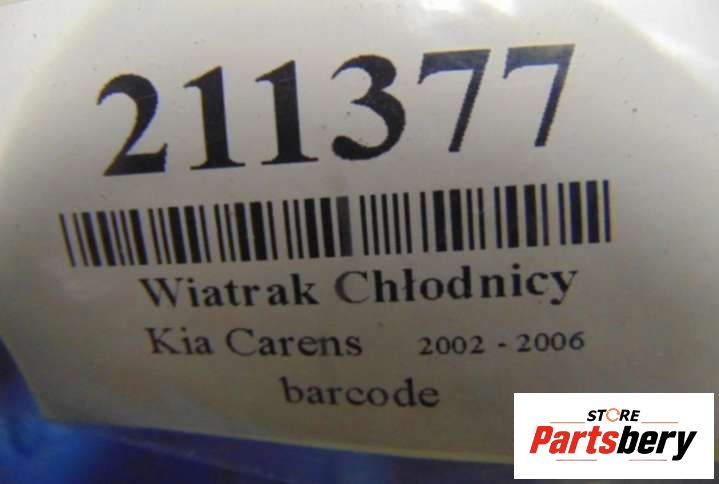 211377
Wiatrak Chłodnicy
Kia Carens 2002 - 2006
barcode
STORE
Partsbery